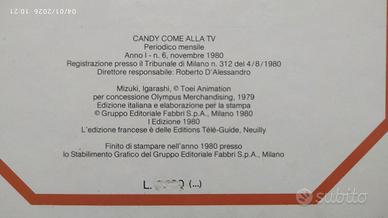 10:21
04/01/2026
CANDY COME ALLA TV
Periodico mensile
Anno I - n. 6, novembre 1980
Registrazione presso il Tribunale di Milano n. 312 del 4/8/1980
Direttore responsabile: Roberto D'Alessandro
Mizuki, Igarashi, © Toei Animation
per concessione Olympus Merchandising, 1979
Edizione italiana e elaborazione per la stampa
© Gruppo Editoriale Fabbri S.p.A., Milano 1980
I Edizione 1980
L'edizione francese è delle Editions Télé-Guide, Neuilly
Finito di stampare nell'anno 1980 presso
lo Stabilimento Grafico del Gruppo Editoriale Fabbri S.p.A., Milano
L. (...)
subito